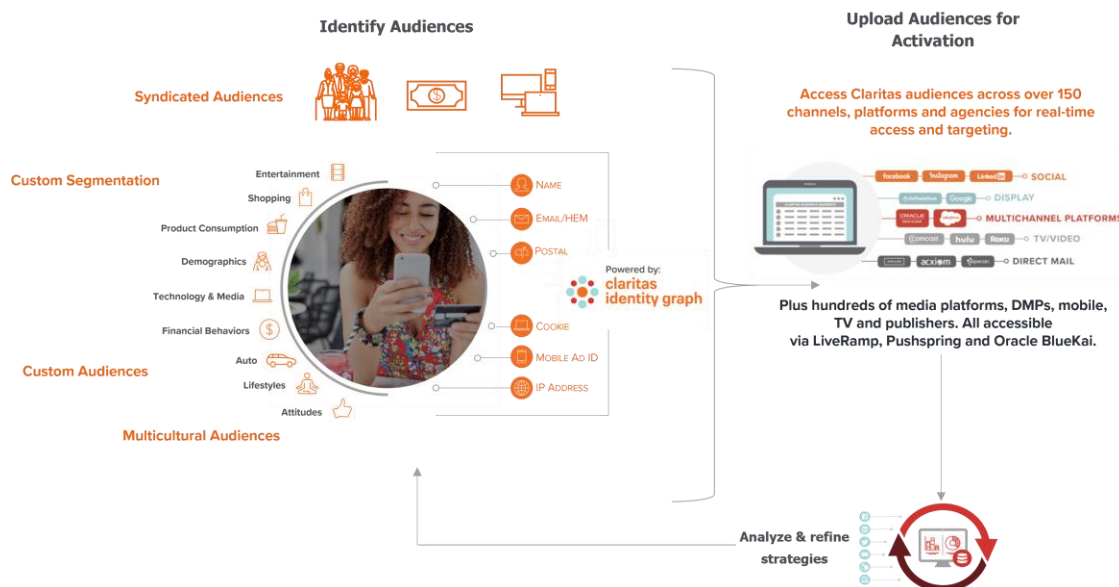 Identify Audiences
Upload Audiences for
Activation
Syndicated Audiences
Access Claritas audiences across over 150
channels, platforms and agencies for real-time
access and targeting.
Custom Segmentation
Entertainment
Shopping
Product Consumption
Demographics
Technology & Media
Financial Behaviors
Auto
Custom Audiences
Lifestyles
Attitudes
Multicultural Audiences
NAME
EMAIL/HEM
POSTAL
COOKIE
MOBILE AD ID
IP ADDRESS
Powered by:
claritas
identity graph
facebook Instagram Linked in SOCIAL
Google DISPLAY
ORACLE MULTICHANNEL PLATFORMS
comcast hulu Roku TV/VIDEO
acxiom DIRECT MAIL
Plus hundreds of media platforms, DMPs, mobile,
TV and publishers. All accessible
via LiveRamp, Pushspring and Oracle BlueKai.
Analyze & refine
strategies